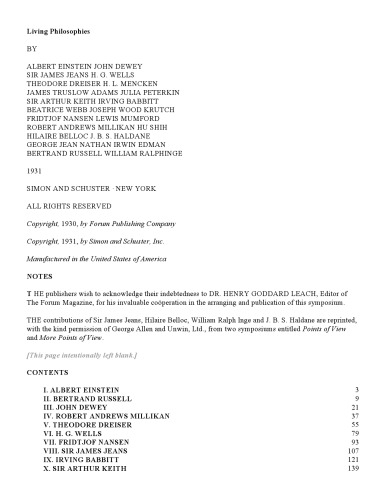 Living Philosophies
BY
ALBERT EINSTEIN JOHN DEWEY
SIR JAMES JEANS H. G. WELLS
THEODORE DREISER H. L. MENCKEN
JAMES TRUSLOW ADAMS JULIA PETERKIN
SIR ARTHUR KEITH IRVING BABBITT
BEATRICE WEBB JOSEPH WOOD KRUTCH
FRIDTJOF NANSEN LEWIS MUMFORD
ROBERT ANDREWS MILLIKAN HU SHIH
HILAIRE BELLOC J. B. S. HALDANE
GEORGE JEAN NATHAN IRWIN EDMAN
BERTRAND RUSSELL WILLIAM RALPHINGE
1931
SIMON AND SCHUSTER · NEW YORK
ALL RIGHTS RESERVED
Copyright, 1930, by Forum Publishing Company
Copyright, 1931, by Simon and Schuster, Inc.
Manufactured in the United States of America
NOTES
T HE publishers wish to acknowledge their indebtedness to DR. HENRY GODDARD LEACH, Editor of
The Forum Magazine, for his invaluable coöperation in the arranging and publication of this symposium.
THE contributions of Sir James Jeans, Hilaire Belloc, William Ralph Inge and J. B. S. Haldane are reprinted,
with the kind permission of George Allen and Unwin, Ltd., from two symposiums entitled Points of View
and More Points of View.
[This page intentionally left blank.]
CONTENTS
I. ALBERT EINSTEIN 3
II. BERTRAND RUSSELL 9
III. JOHN DEWEY 21
IV. ROBERT ANDREWS MILLIKAN 37
V. THEODORE DREISER 55
VI. H. G. WELLS 79
VII. FRIDTJOF NANSEN 93
VIII. SIR JAMES JEANS 107
IX. IRVING BABBITT 121
X. SIR ARTHUR KEITH 139